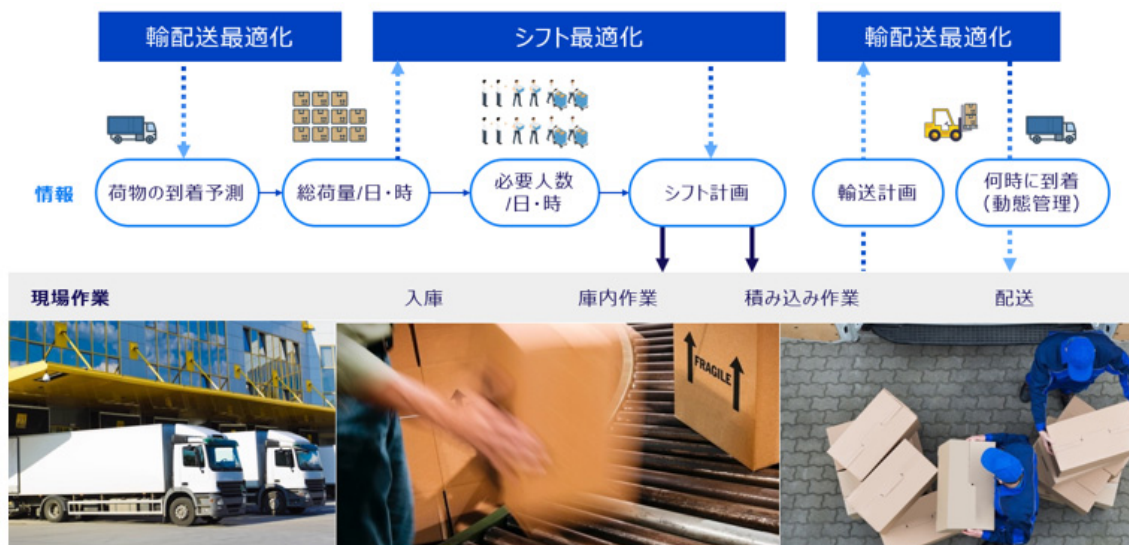 輸配送最適化
シフト最適化
輸配送最適化
情報
荷物の到着予測
総荷量/日・時
必要人数
/日・時
シフト計画
輸送計画
何時に到着
(動態管理)
現場作業
入庫
庫内作業
積み込み作業
配送
FRAGILE